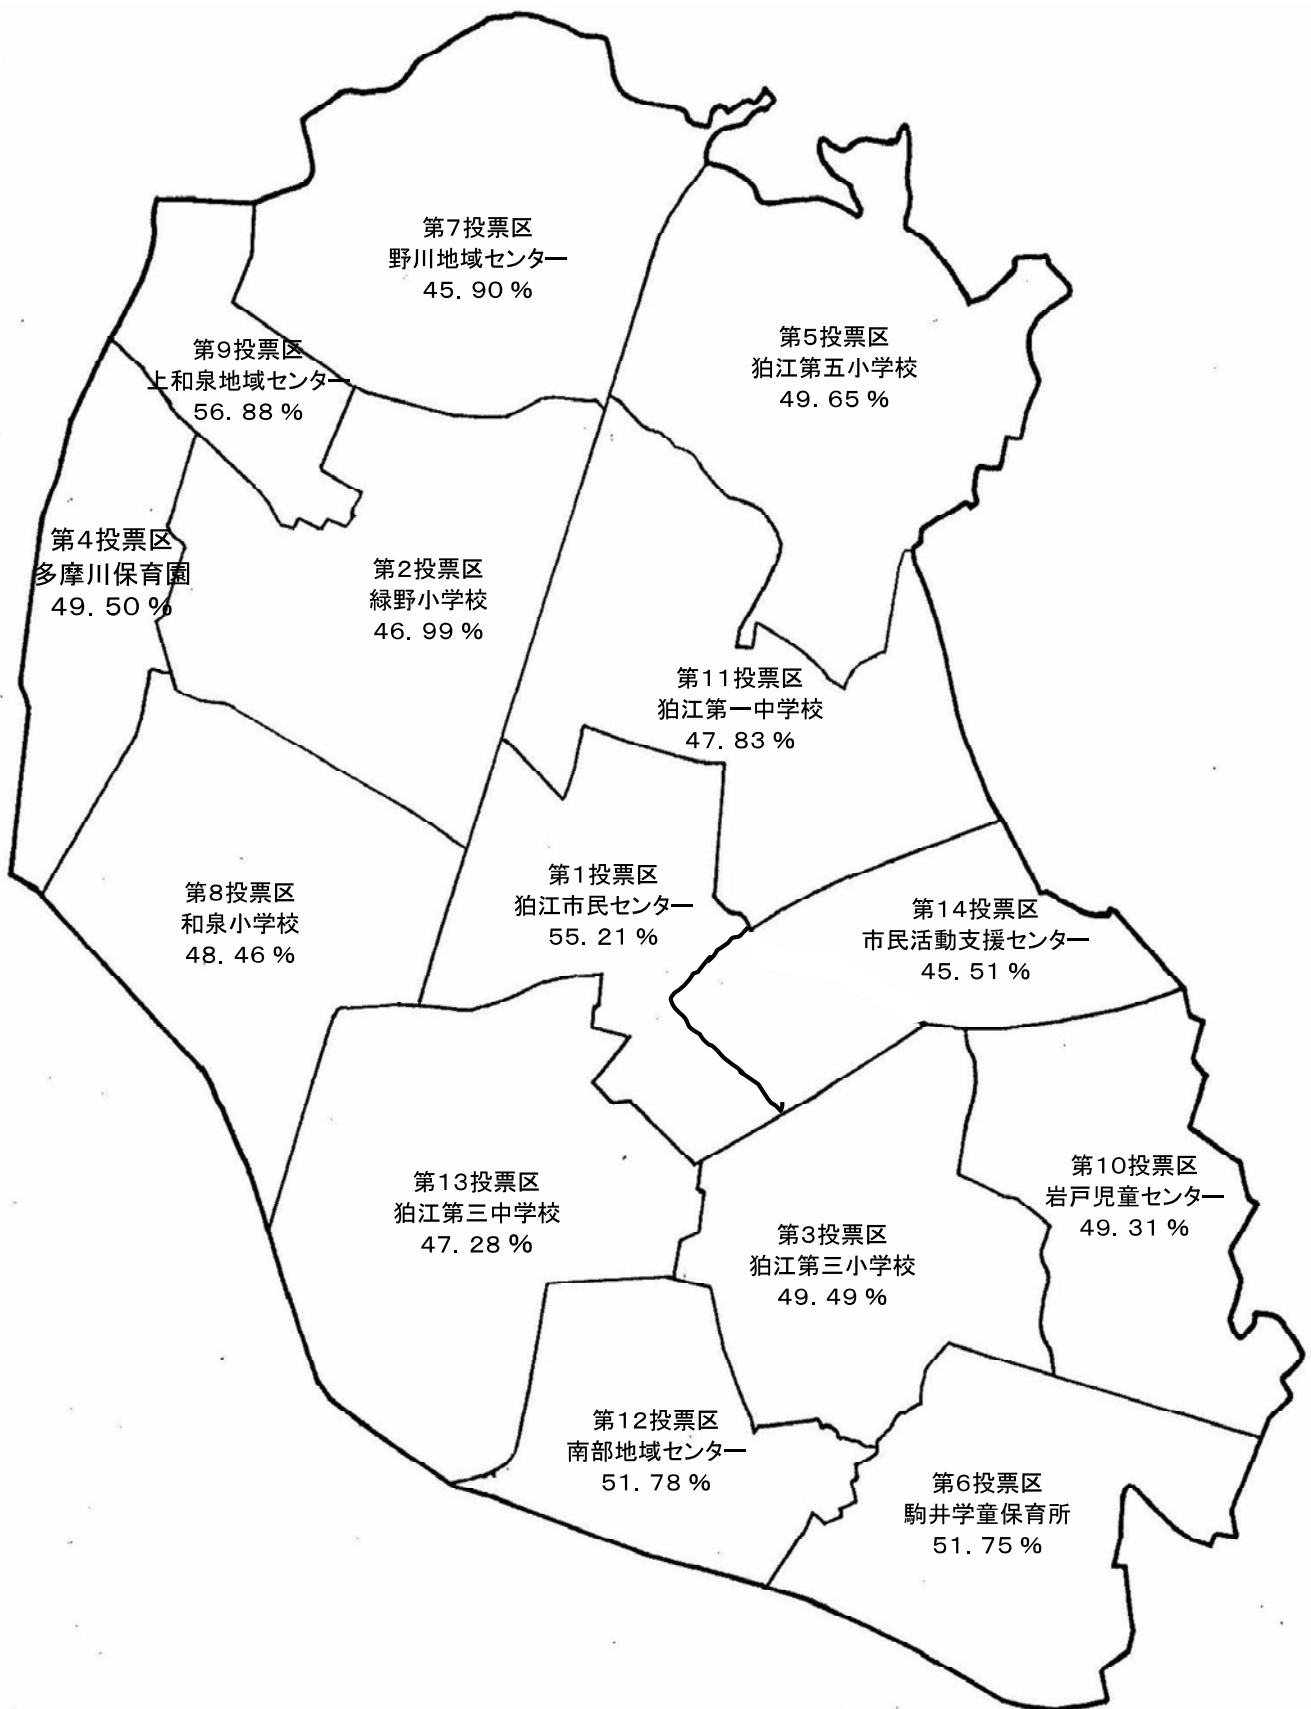 第7投票区
野川地域センター
45.90%
第5投票区
狛江第五小学校
49.65%
第9投票区
上和泉地域センター
56.88%
第4投票区
多摩川保育園
49.50%
第2投票区
緑野小学校
46.99%
第11投票区
狛江第一中学校
47.83%
第8投票区
和泉小学校
48.46%
第1投票区
狛江市民センター
55.21%
第14投票区
市民活動支援センター
45.51%
第13投票区
狛江第三中学校
47.28%
第3投票区
狛江第三小学校
49.49%
第10投票区
岩戸児童センター
49.31%
第12投票区
南部地域センター
51.78%
第6投票区
駒井学童保育所
51.75%